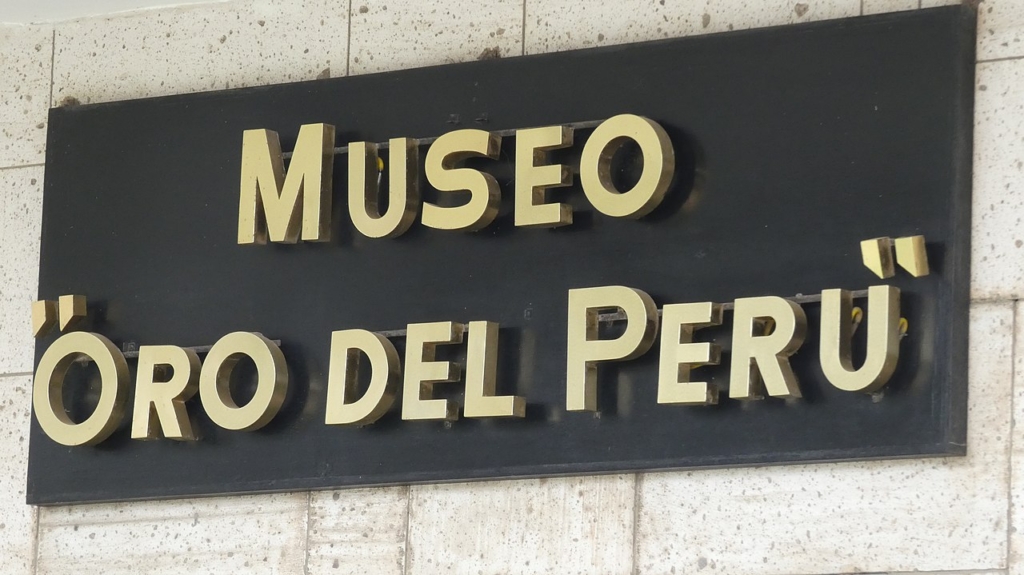 MUSEO
"ORO DEL PERU"